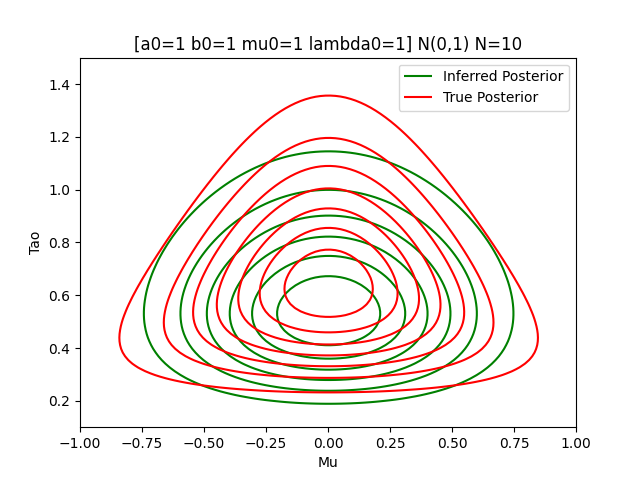 [a0=1 b0=1 mu0=1 lambda0=1] N(0,1) N=10
Inferred Posterior
True Posterior
1.4
1.2
1.0
0.8
0.6
0.4
0.2
Tao
−1.00 −0.75 −0.50 −0.25 0.00 0.25 0.50 0.75 1.00
Mu